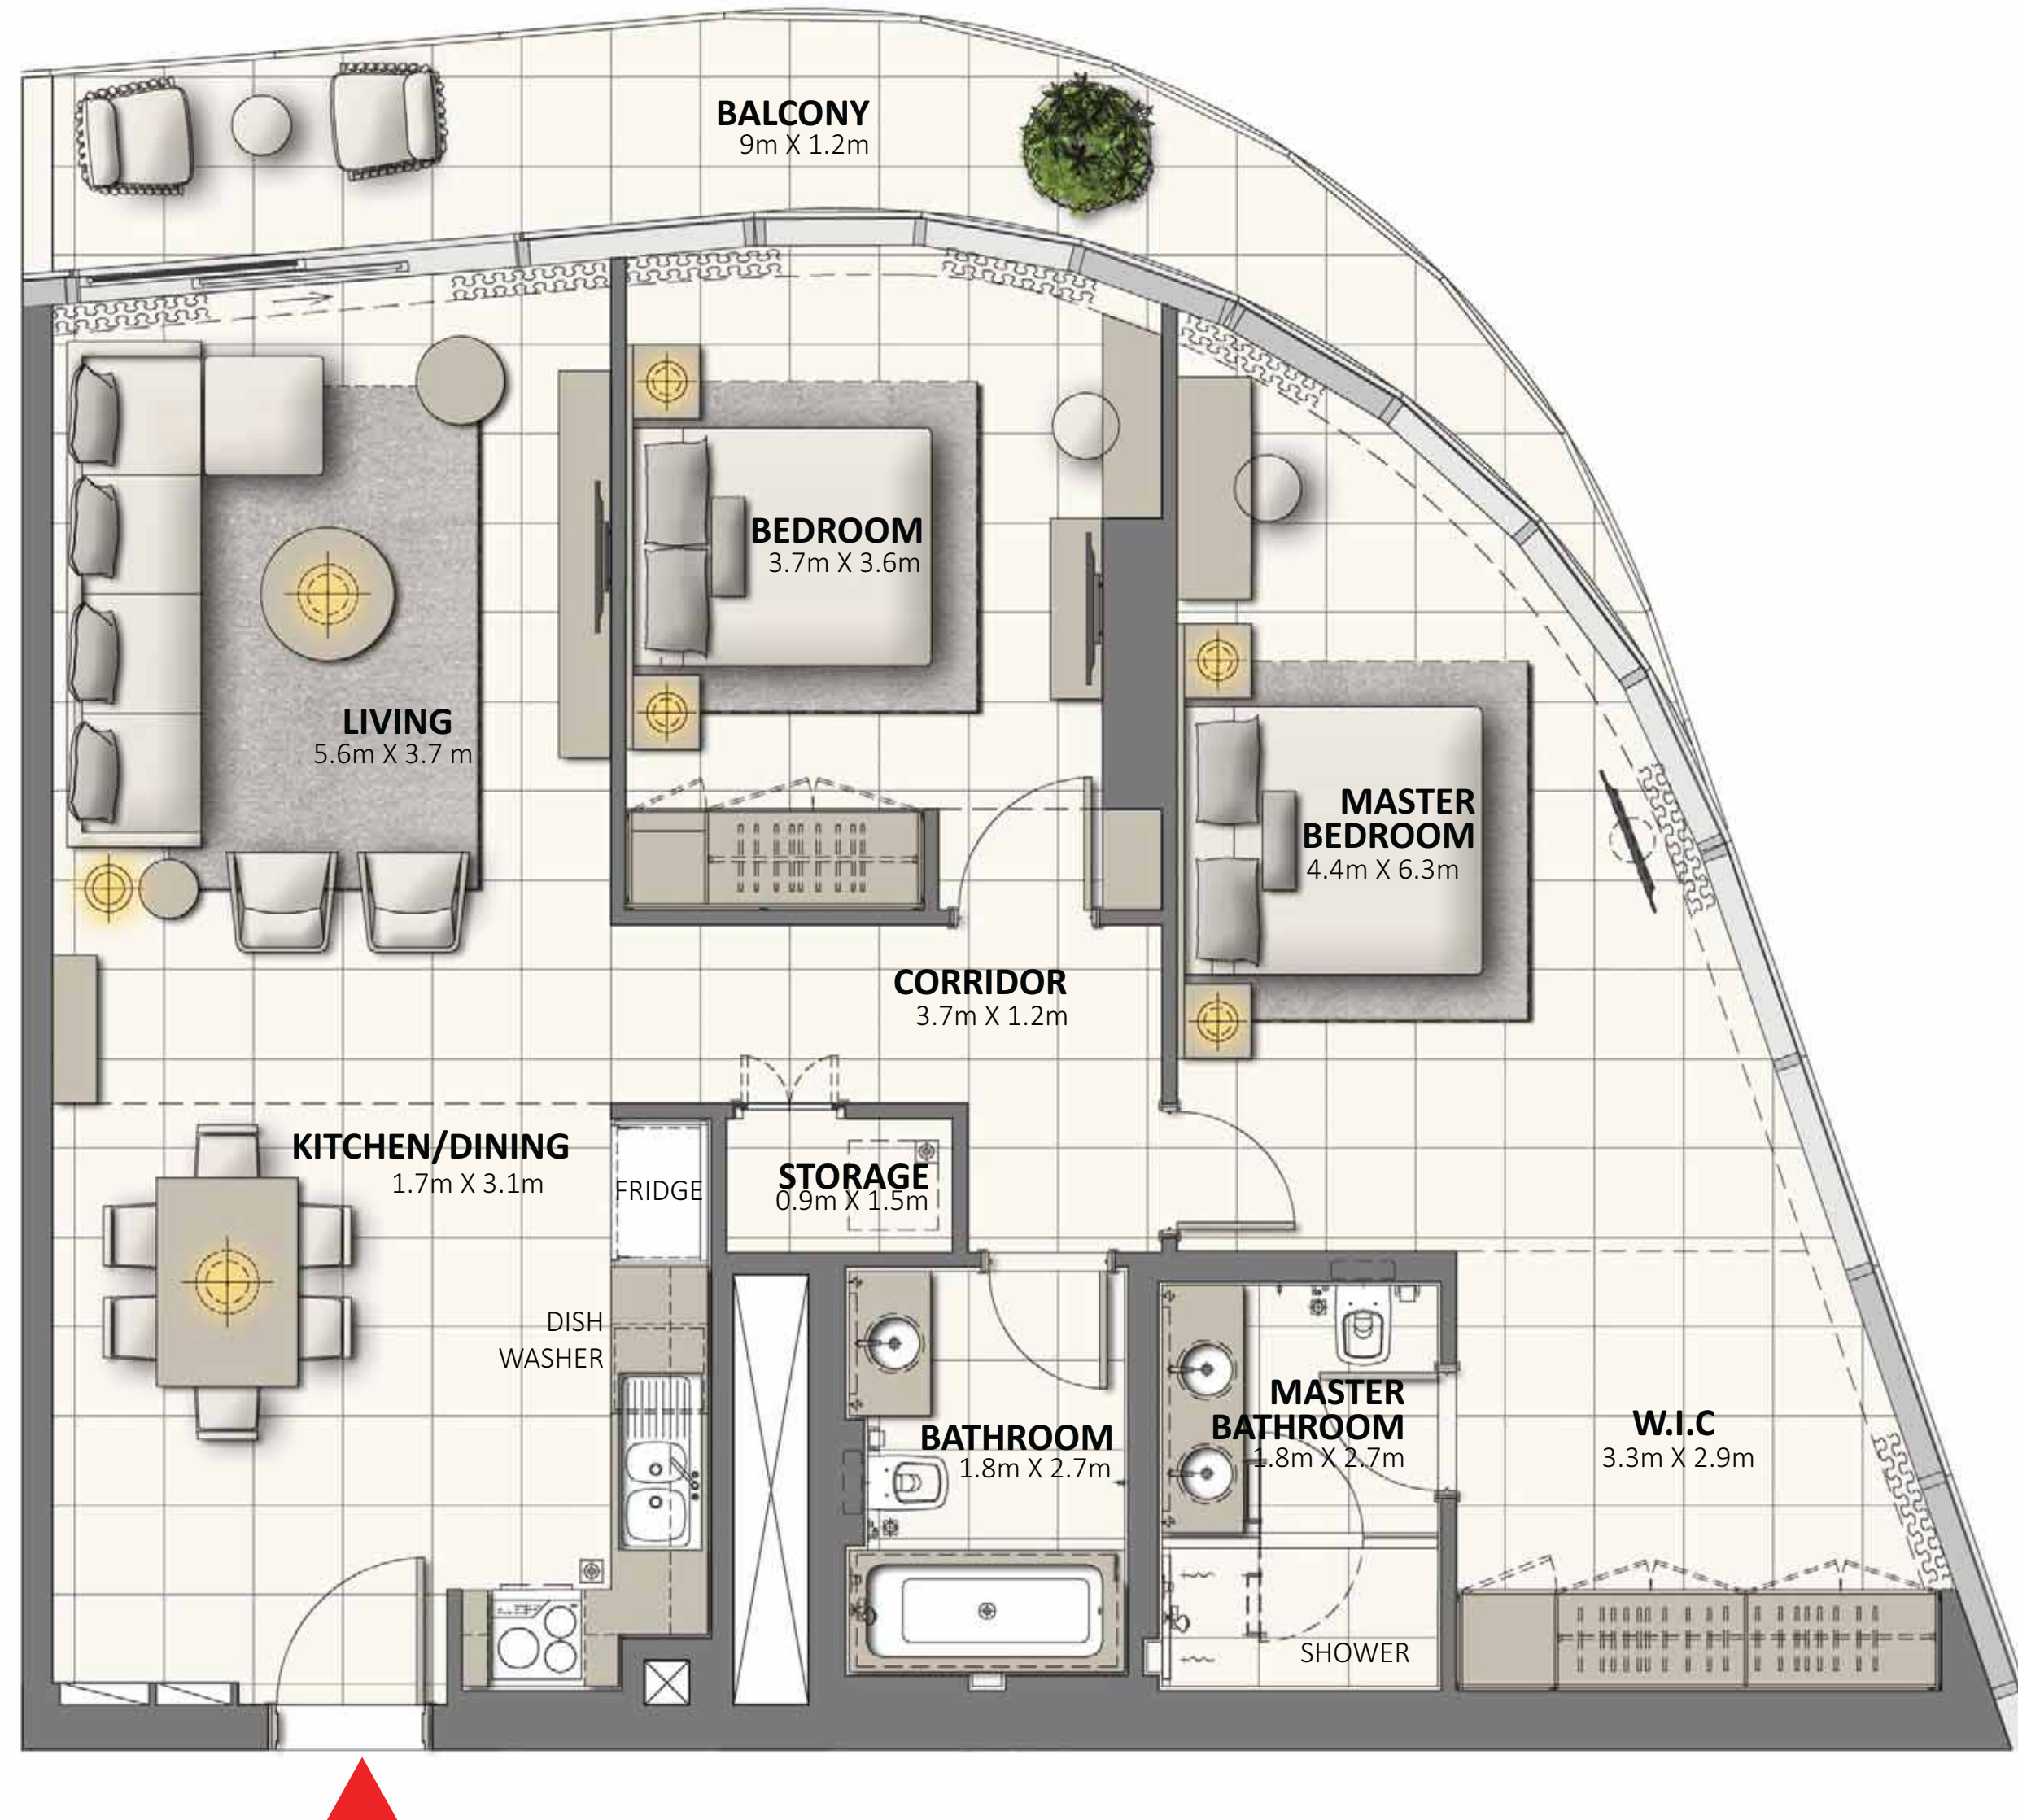 BALCONY
9m X 1.2m
BEDROOM
3.7m X 3.6m
LIVING
5.6m X 3.7 m
MASTER
BEDROOM
4.4m X 6.3m
CORRIDOR
3.7m X 1.2m
KITCHEN/DINING
1.7m X 3.1m
FRIDGE
STORAGE
0.9m X 1.5m
DISH
WASHER
BATHROOM
1.8m X 2.7m
MASTER
BATHROOM
1.8m X 2.7m
W.I.C
3.3m X 2.9m
SHOWER